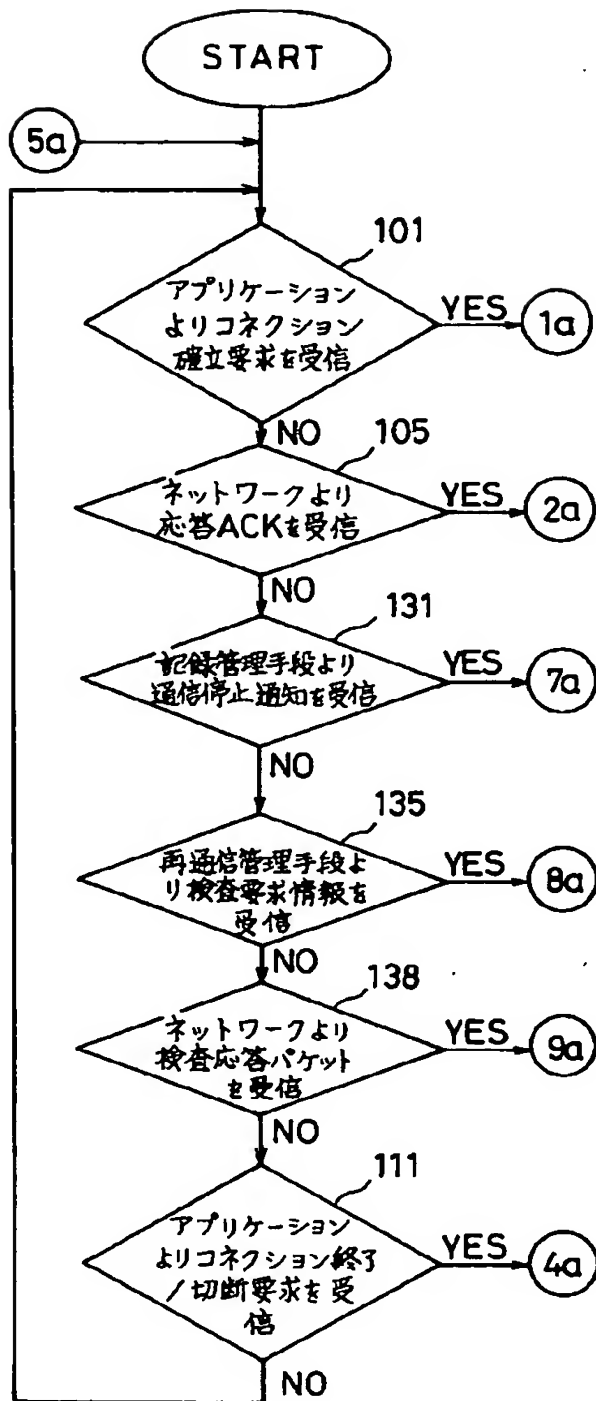 START
5a
101
アプリケーション
よりコネクション
確立要求を受信
YES
1a
NO
105
ネットワークより
応答ACKを受信
YES
2a
NO
131
記録管理手段より
通信停止通知を受信
YES
7a
NO
135
再通信管理手段よ
り検査要求情報を
受信
YES
8a
NO
138
ネットワークより
検査応答パケット
を受信
YES
9a
NO
111
アプリケーション
よりコネクション終了
/切断要求を受
信
YES
4a
NO